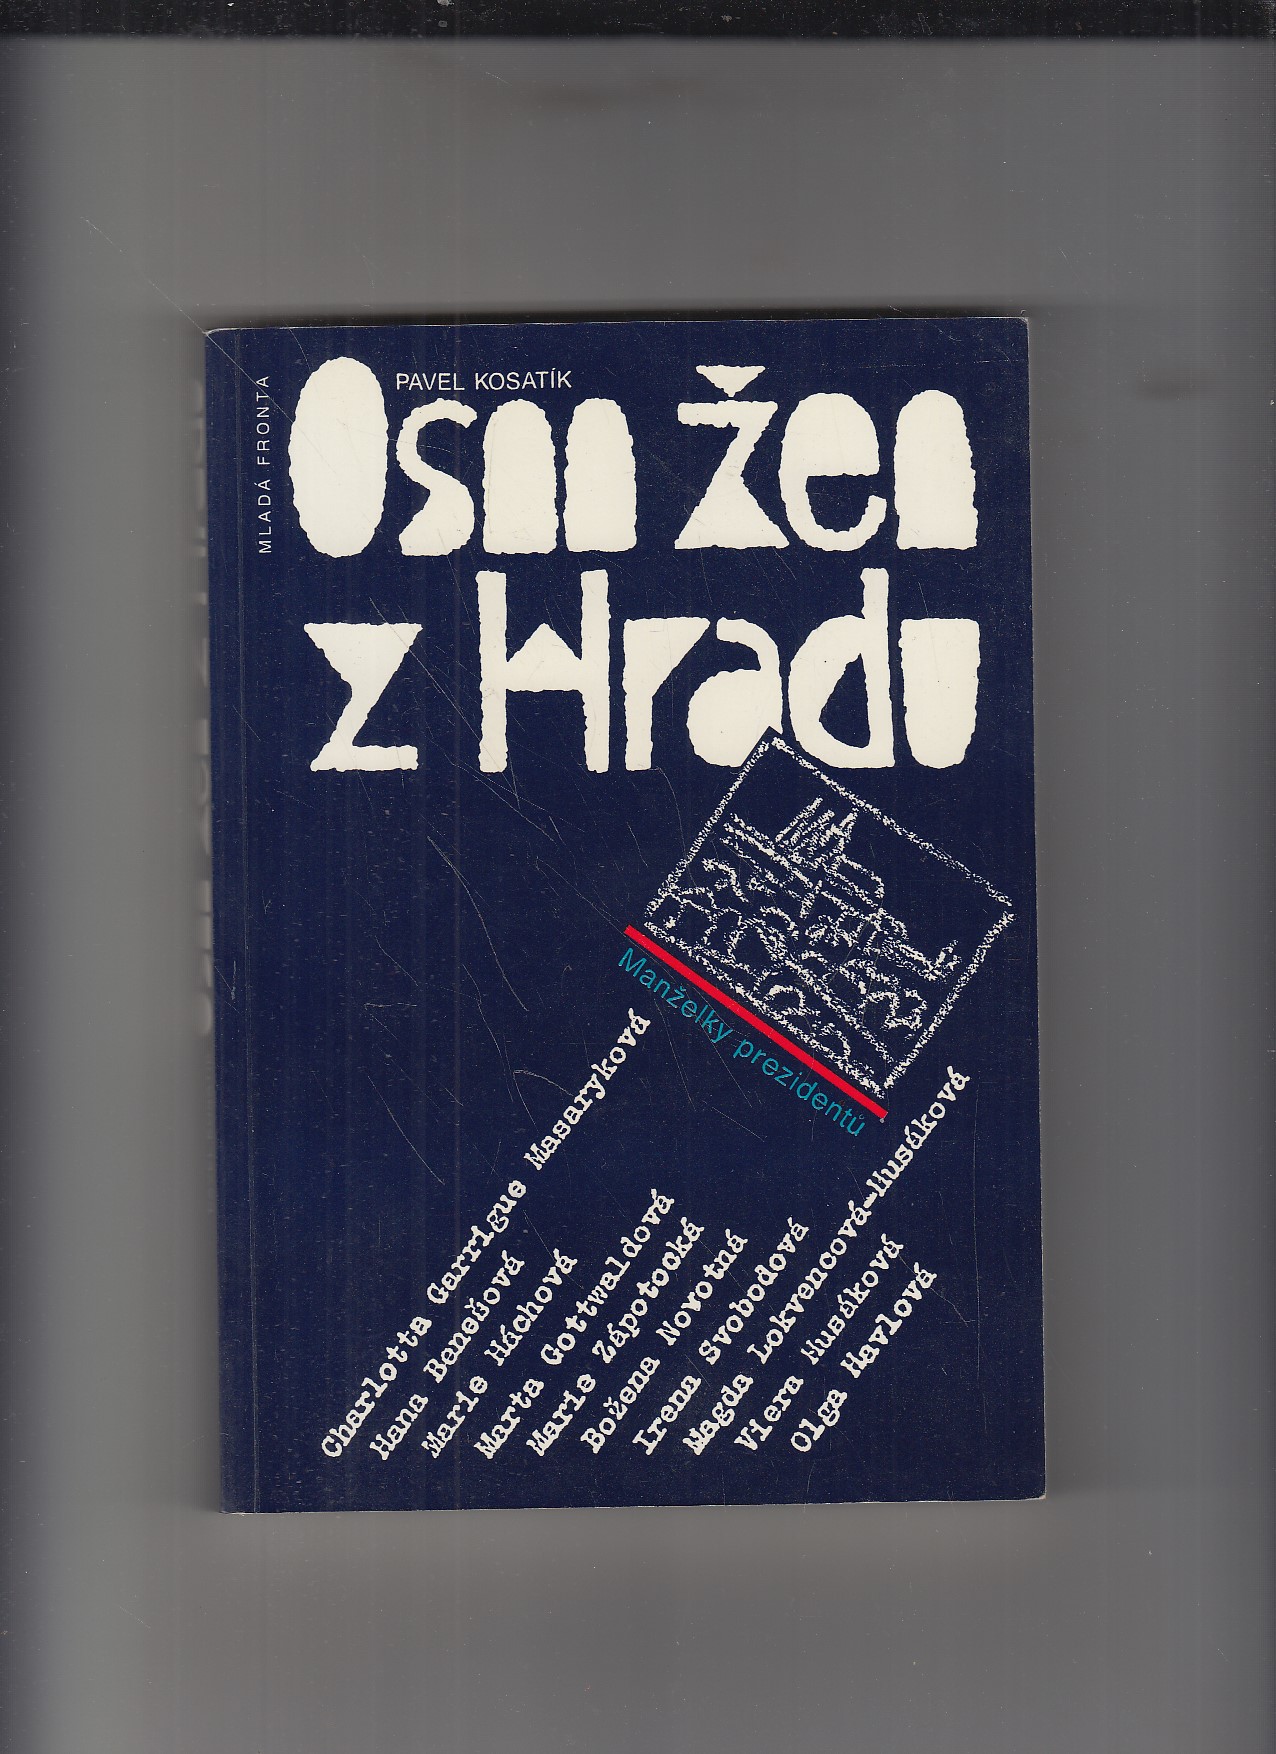 MLADÁ FRONTA
PAVEL KOSATÍK
Osm žen
z Hradu
Manželky prezidentů
Charlotta Garrigue Masaryková
Hana Benešová
Marie Háchová
Marta Gottwaldová
Marie Zápotocká
Božena Novotná
Irena Svobodová
Magda Lokvencová-Husáková
Viera Husáková
Olga Havlová